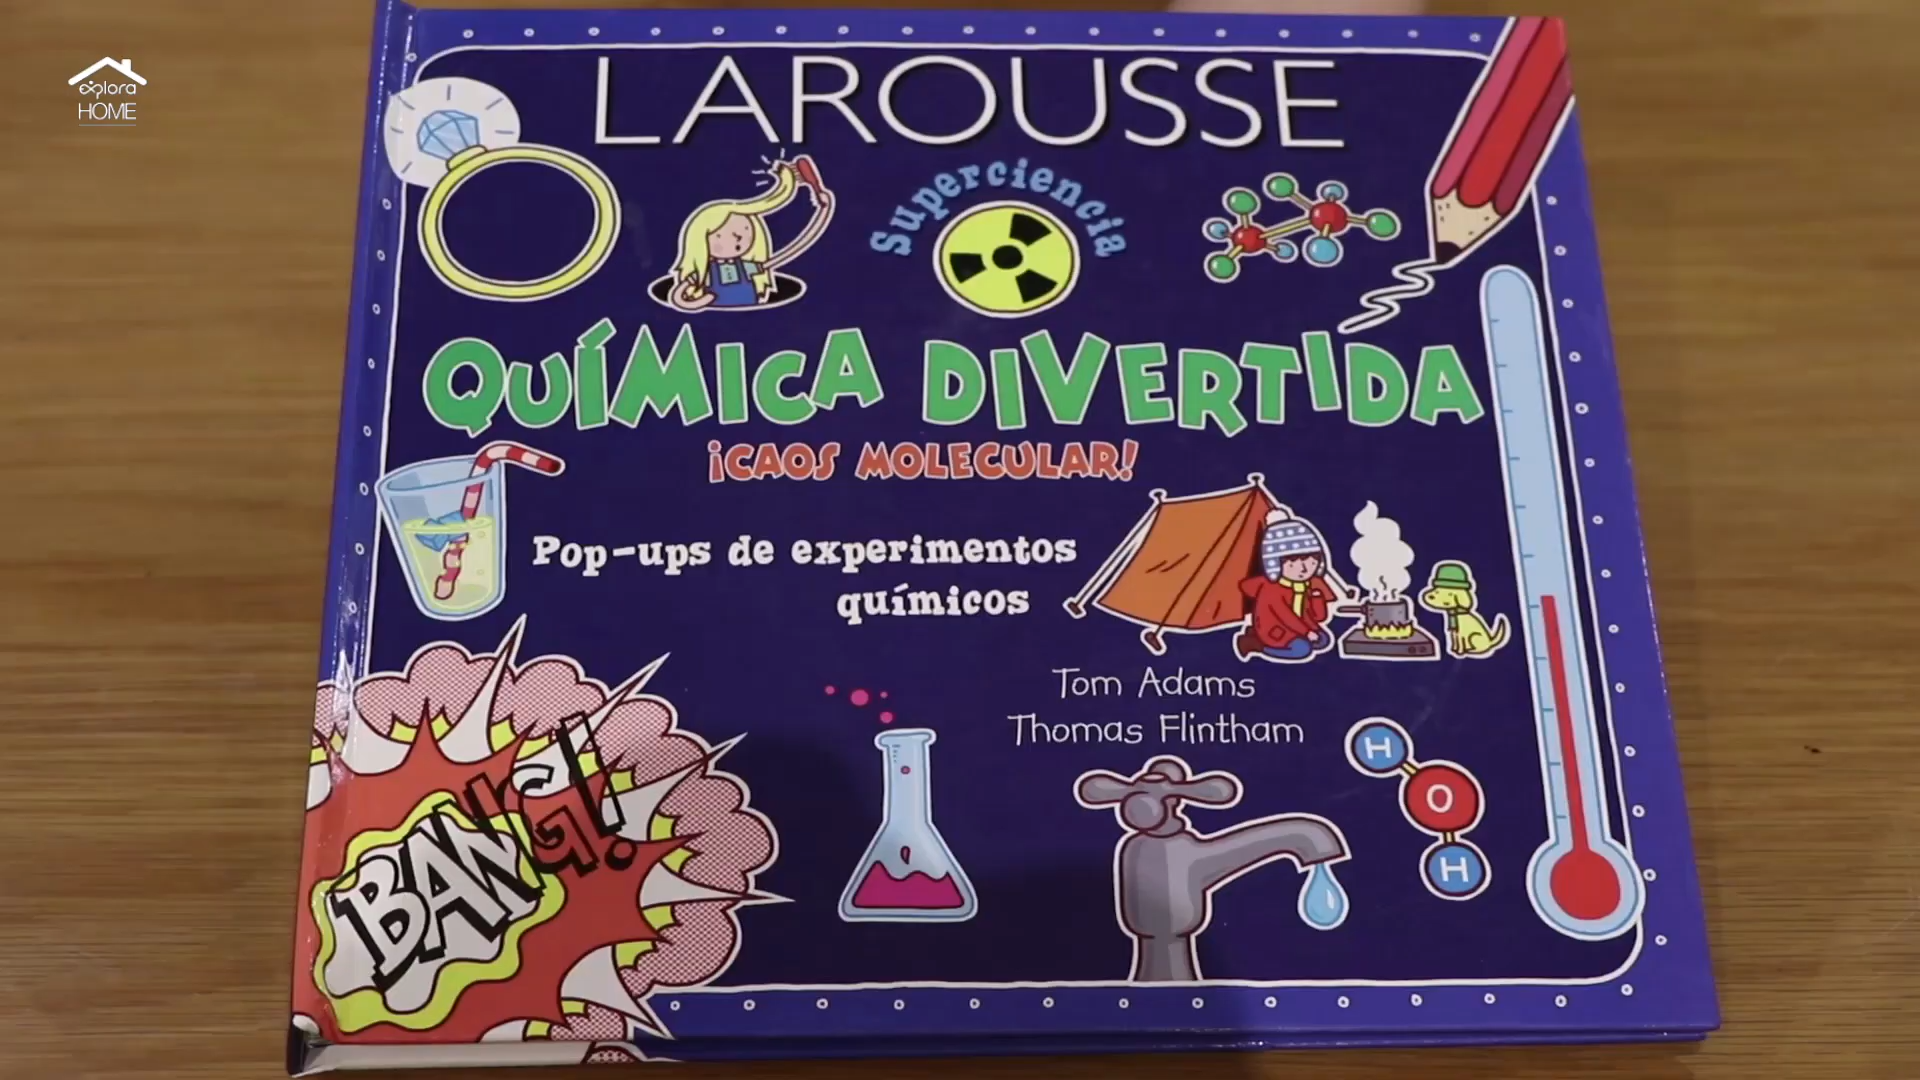 explora
HOME
LAROUSSE
Superciencia
QUÍMICA DIVERTIDA
¡CAOS MOLECULAR!
Pop-ups de experimentos
químicos
Tom Adams
Thomas Flintham
H
O
H
BANG!